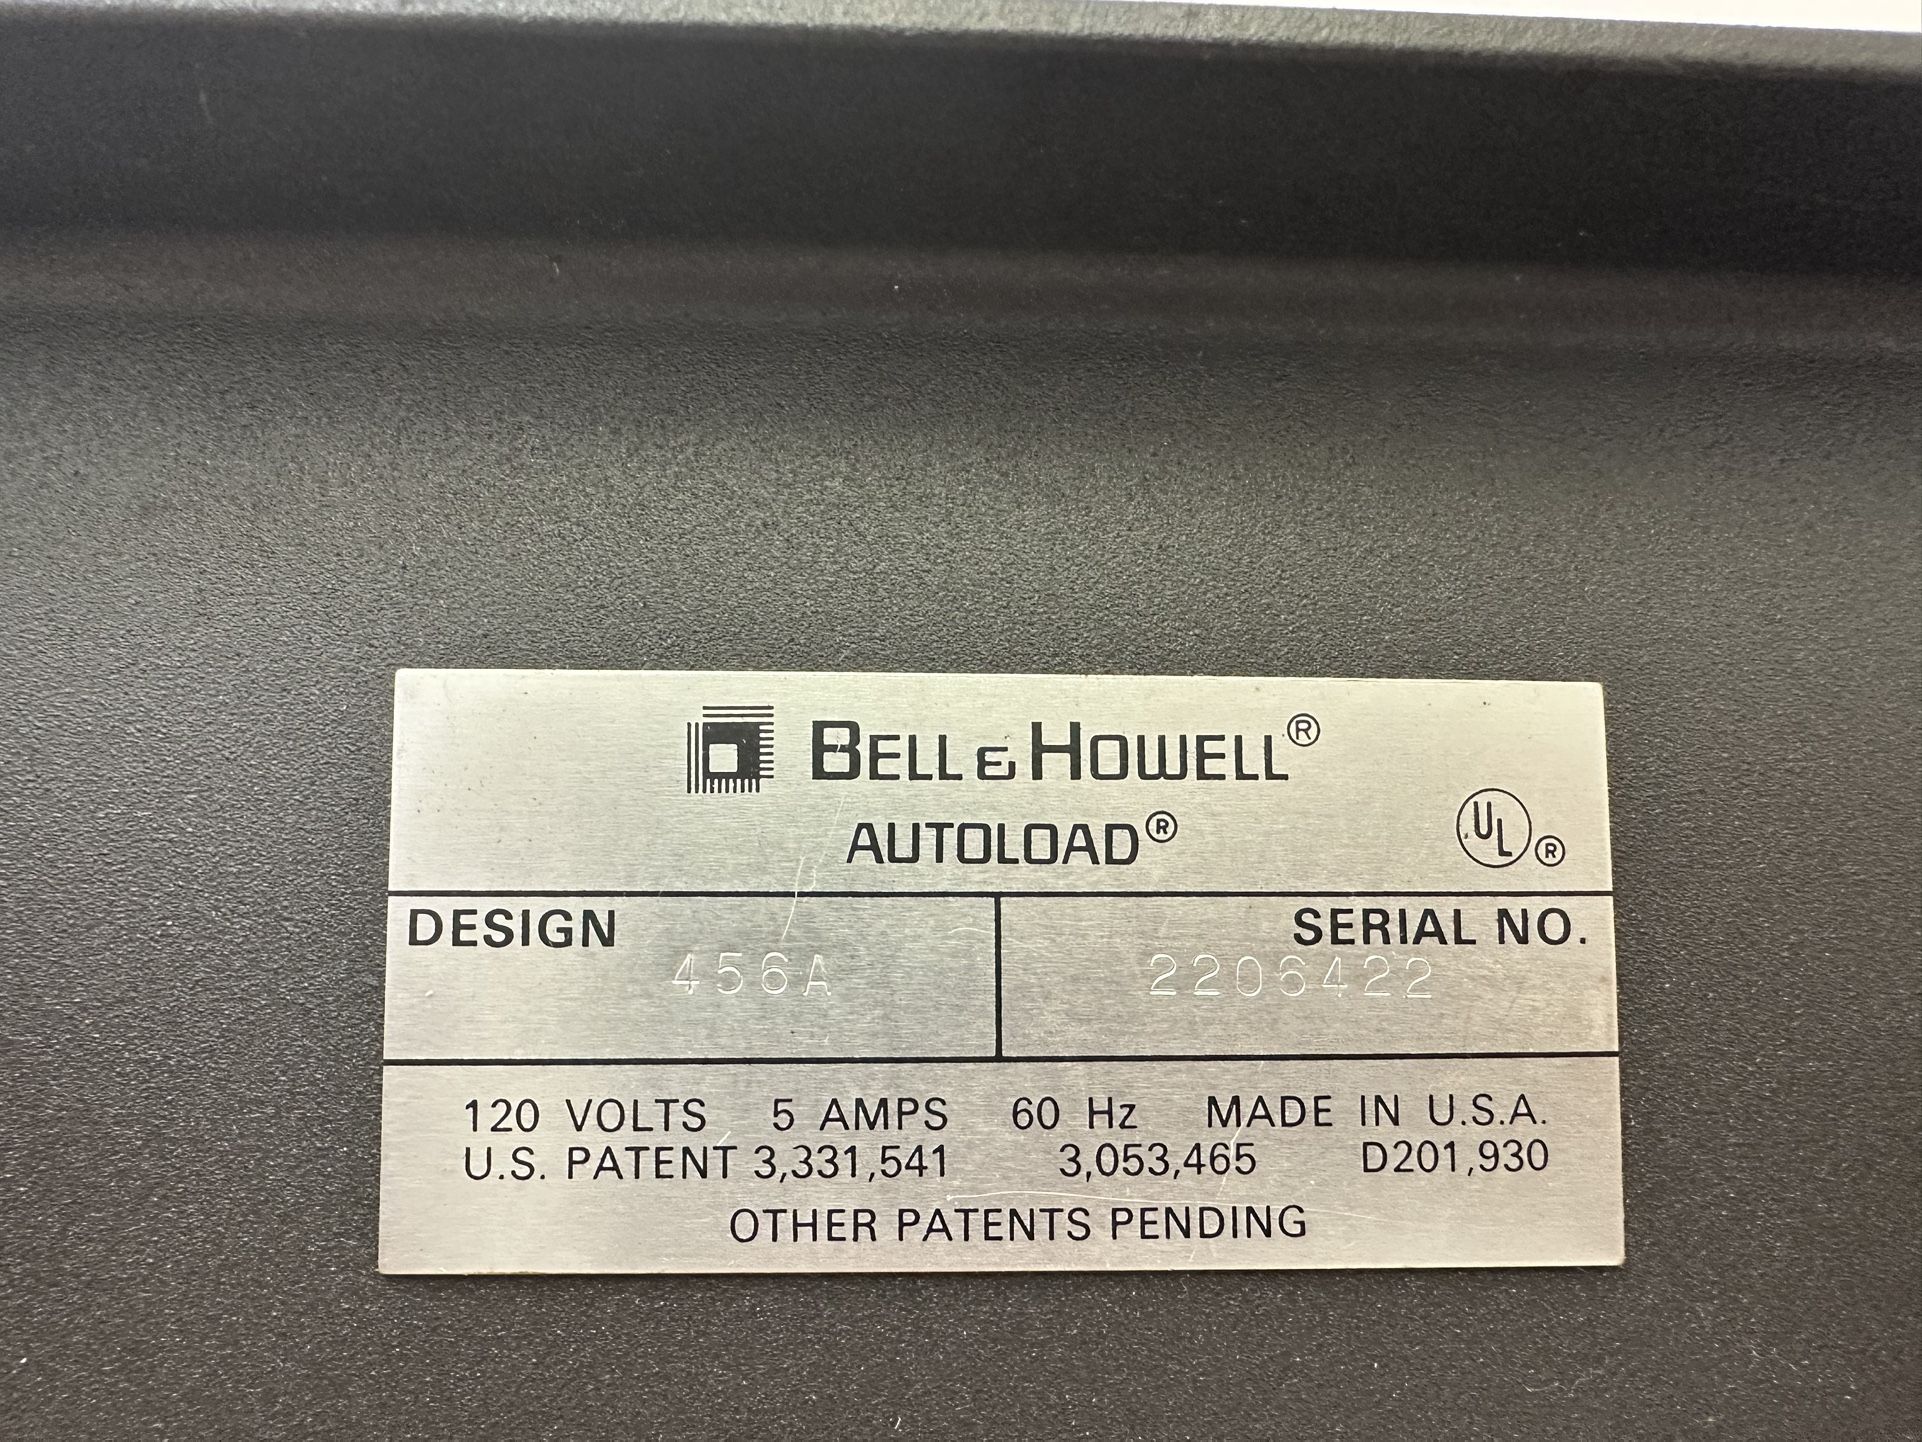 BELL & HOWELL®
AUTOLOAD®
UL®
DESIGN
456A
SERIAL NO.
2206422
120 VOLTS 5 AMPS 60 Hz MADE IN U.S.A.
U.S. PATENT 3,331,541 3,053,465 D201,930
OTHER PATENTS PENDING